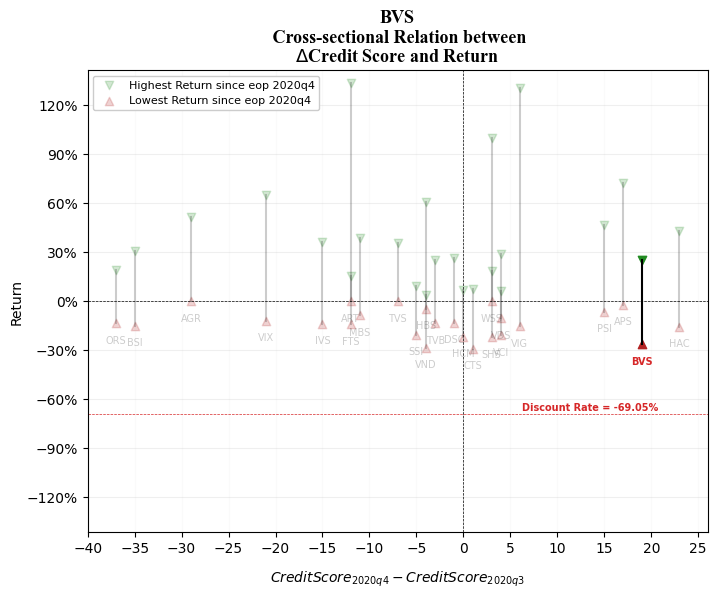 BVS
Cross-sectional Relation between
ΔCredit Score and Return
Highest Return since eop 2020q4
Lowest Return since eop 2020q4
120%
90%
60%
30%
0%
−30%
−60%
−90%
−120%
Return
AGR
TVS
WSS
ORS
BSI
VIX
IVS
FTS
MBS
HBS
TVB
DSC
SSI
VND
HCM
CTS
SHS
VCI
VIG
PSI
APS
HAC
BVS
Discount Rate = -69.05%
−40
−35
−30
−25
−20
−15
−10
−5
0
5
10
15
20
25
CreditScore2020q4 − CreditScore2020q3